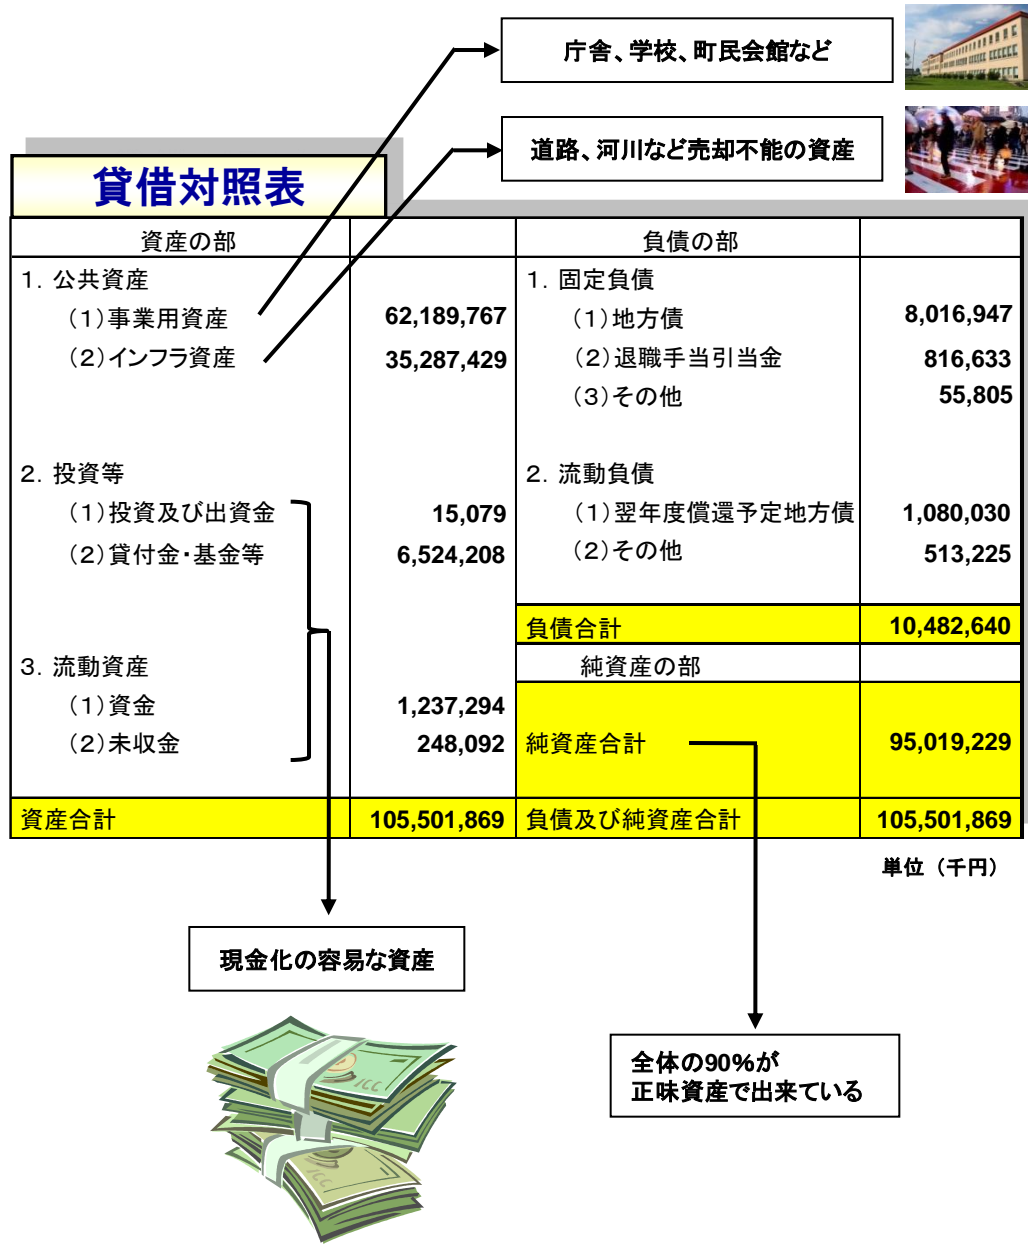 庁舎、学校、町民会館など
道路、河川など売却不能の資産
貸借対照表
資産の部 負債の部
１．公共資産 １．固定負債
（１）事業用資産 62,189,767 （１）地方債 8,016,947
（２）インフラ資産 35,287,429 （２）退職手当引当金 816,633
（３）その他 55,805
２．投資等 ２．流動負債
（１）投資及び出資金 15,079 （１）翌年度償還予定地方債 1,080,030
（２）貸付金・基金等 6,524,208 （２）その他 513,225
負債合計 10,482,640
３．流動資産 純資産の部
（１）資金 1,237,294
（２）未収金 248,092 純資産合計 95,019,229
資産合計 105,501,869 負債及び純資産合計 105,501,869
単位（千円）
現金化の容易な資産
全体の90％が
正味資産で出来ている
ICC
ICC